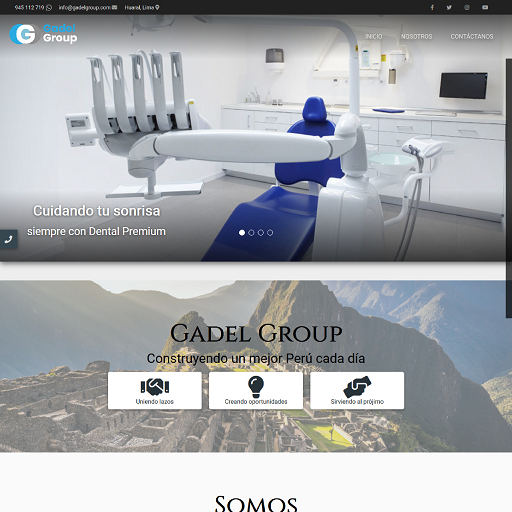 945 112 719 info@gadelgroup.com Huaral, Lima
Gadel
Group
INICIO NOSOTROS CONTÁCTANOS
Cuidando tu sonrisa
siempre con Dental Premium
Gadel Group
Construyendo un mejor Perú cada día
Uniendo lazos Creando oportunidades Sirviendo al prójimo
Somos